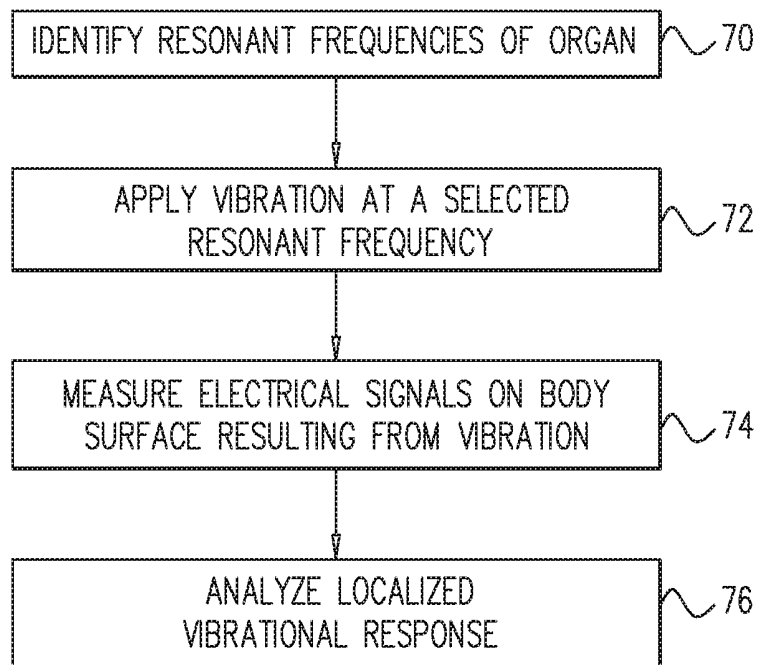 IDENTIFY RESONANT FREQUENCIES OF ORGAN 70
APPLY VIBRATION AT A SELECTED
RESONANT FREQUENCY
72
MEASURE ELECTRICAL SIGNALS ON BODY
SURFACE RESULTING FROM VIBRATION
74
ANALYZE LOCALIZED
VIBRATIONAL RESPONSE
76